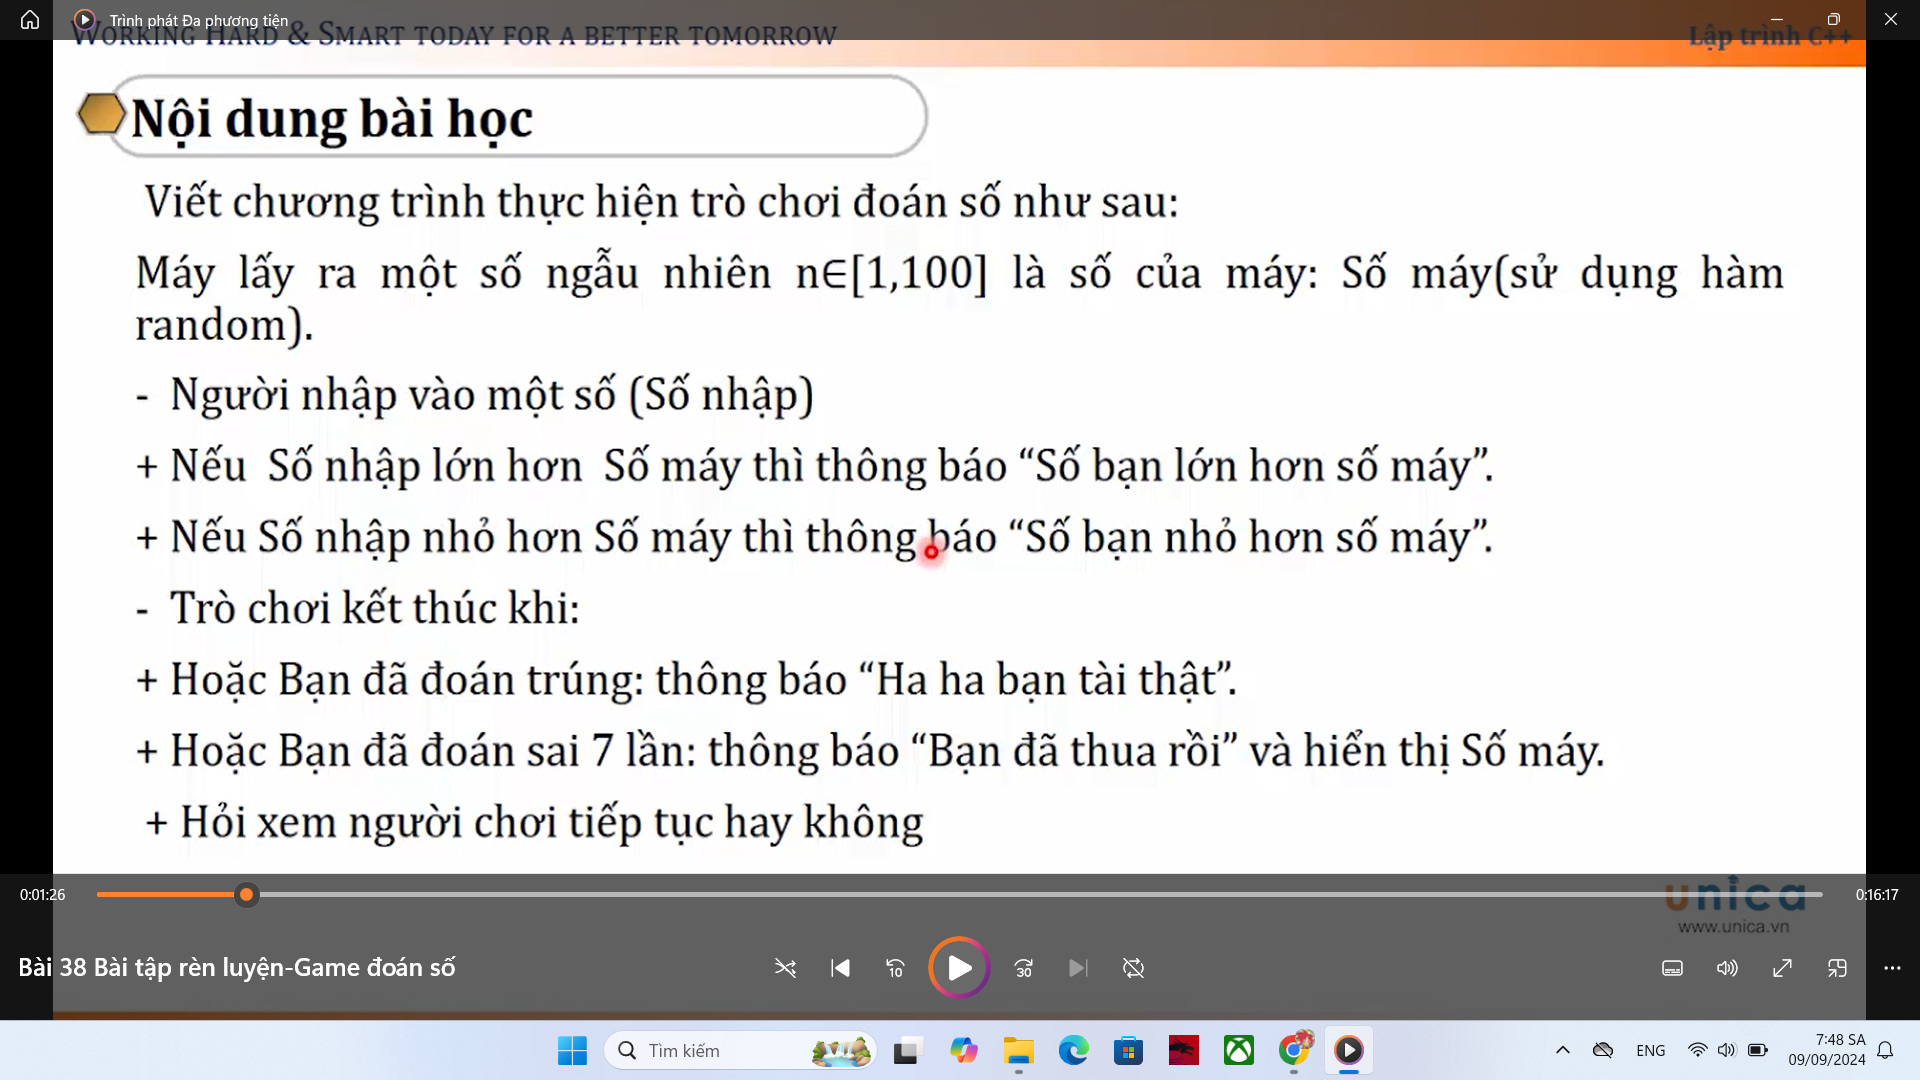 Trình phát Đa phương tiện
WORKING HARD & SMART TODAY FOR A BETTER TOMORROW
Lập trình C++
Nội dung bài học
Viết chương trình thực hiện trò chơi đoán số như sau:
Máy lấy ra một số ngẫu nhiên n∈[1,100] là số của máy: Số máy(sử dụng hàm
random).
- Người nhập vào một số (Số nhập)
+ Nếu Số nhập lớn hơn Số máy thì thông báo “Số bạn lớn hơn số máy”.
+ Nếu Số nhập nhỏ hơn Số máy thì thông báo “Số bạn nhỏ hơn số máy”.
- Trò chơi kết thúc khi:
+ Hoặc Bạn đã đoán trúng: thông báo “Ha ha bạn tài thật”.
+ Hoặc Bạn đã đoán sai 7 lần: thông báo “Bạn đã thua rồi” và hiển thị Số máy.
+ Hỏi xem người chơi tiếp tục hay không
0:01:26
0:16:17
unica
www.unica.vn
Bài 38 Bài tập rèn luyện-Game đoán số
10
30
Tìm kiếm
ENG
7:48 SA
09/09/2024